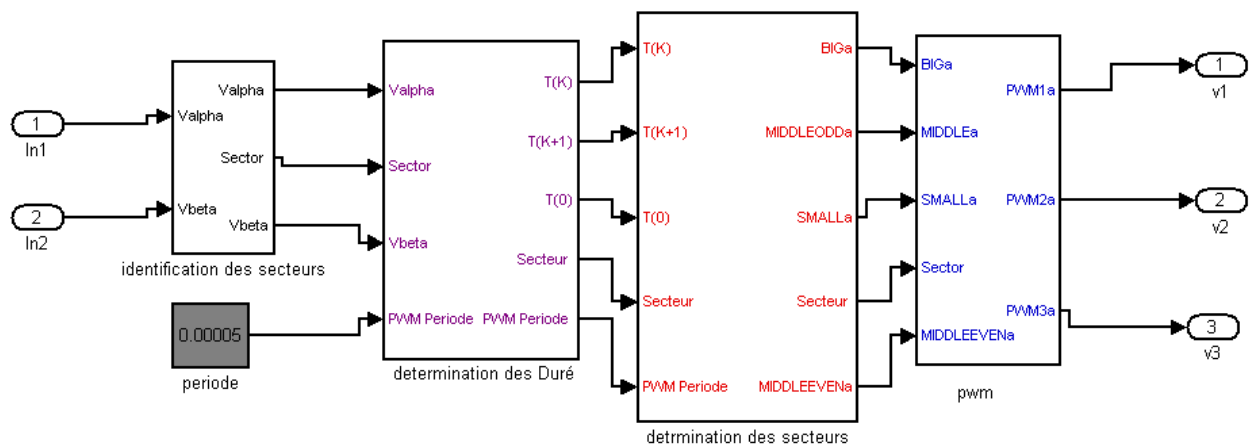 1
In1
2
In2
Valpha
Vbeta
Valpha
Sector
Vbeta
identification des secteurs
0.00005
periode
Valpha
Sector
Vbeta
PWM Periode
T(K)
T(K+1)
T(0)
Secteur
PWM Periode
determination des Duré
T(K)
T(K+1)
T(0)
Secteur
PWM Periode
BIGa
MIDDLEODDa
SMALLa
Secteur
MIDDLEEVENa
detrmination des secteurs
BIGa
MIDDLEa
SMALLa
Sector
MIDDLEEVENa
PWM1a
PWM2a
PWM3a
pwm
1
v1
2
v2
3
v3